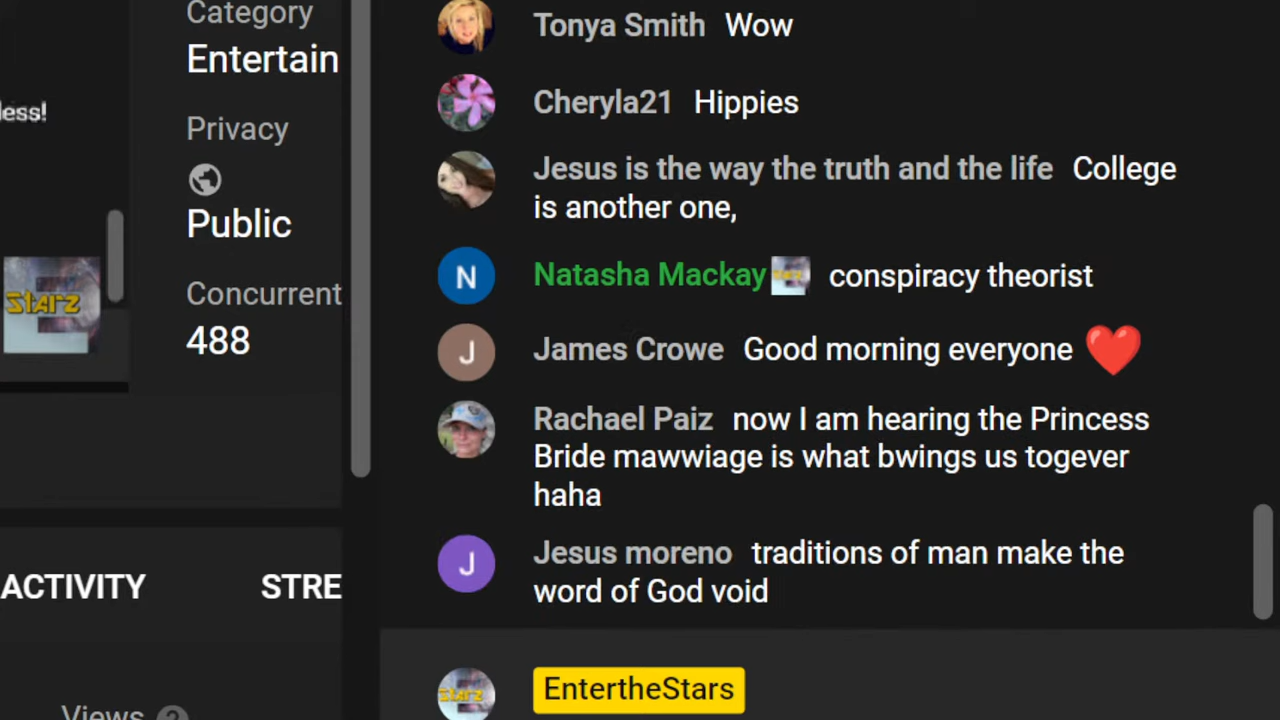 Category
Entertain
less!
Privacy
Public
Starz
Concurrent
488
ACTIVITY
STRE
Views ?
Tonya Smith Wow
Cheryla21 Hippies
Jesus is the way the truth and the life College
is another one,
N Natasha Mackay conspiracy theorist
J James Crowe Good morning everyone ❤️
Rachael Paiz now I am hearing the Princess
Bride mawwiage is what bwings us togever
haha
J Jesus moreno traditions of man make the
word of God void
Starz EntertheStars